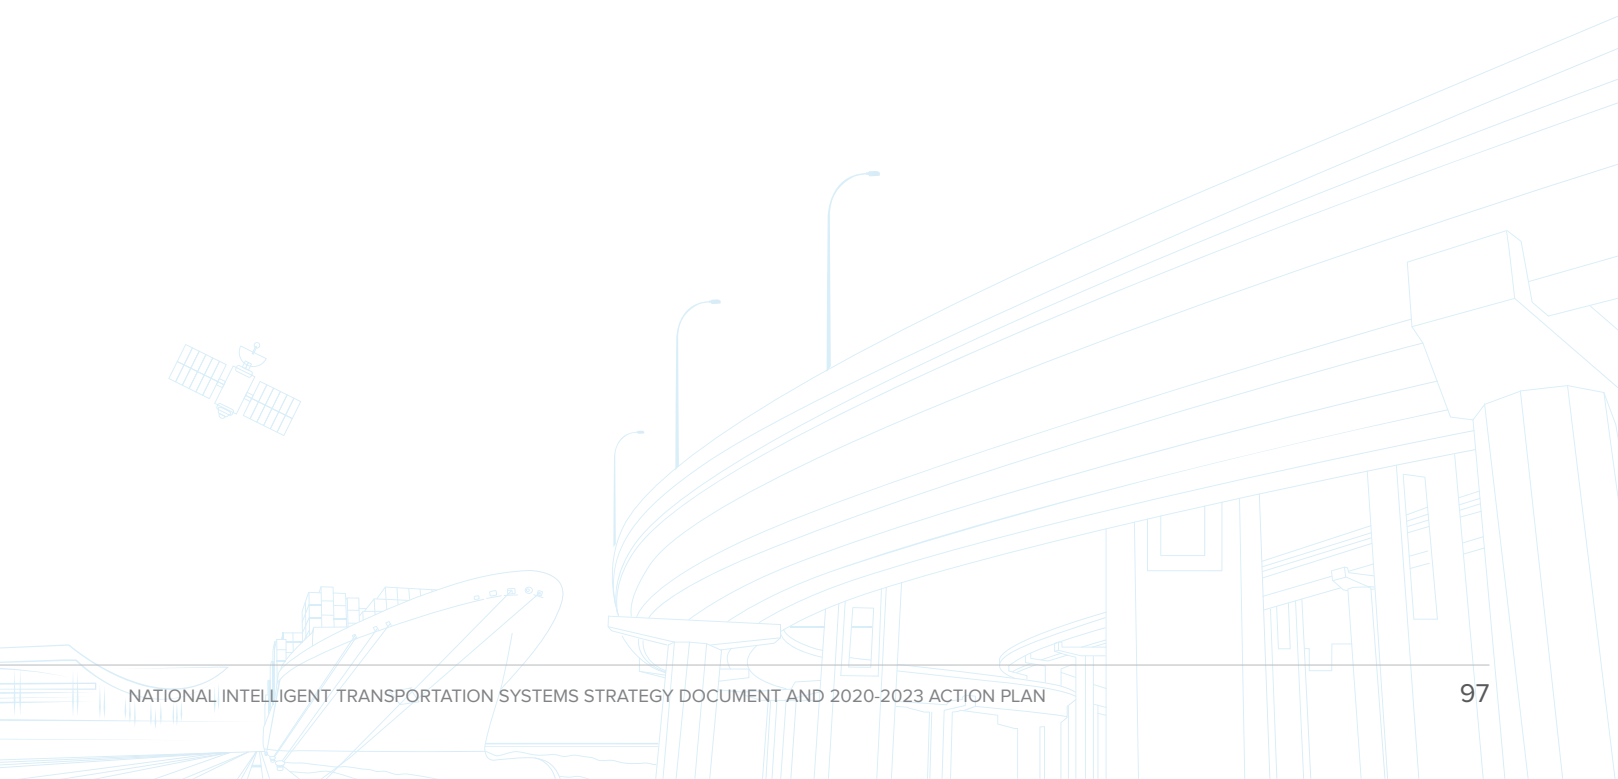 NATIONAL INTELLIGENT TRANSPORTATION SYSTEMS STRATEGY DOCUMENT AND 2020-2023 ACTION PLAN 97